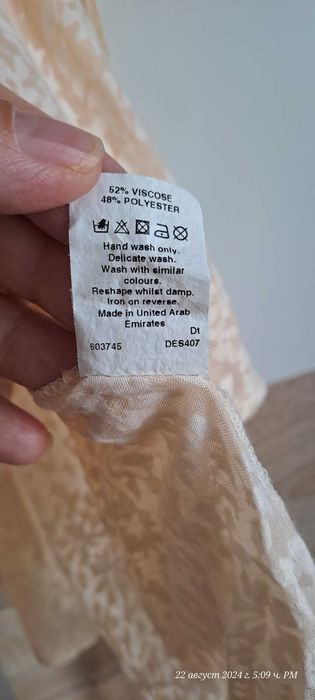 52% VISCOSE
48% POLYESTER
Hand wash only.
Delicate wash.
Wash with similar
colours.
Reshape whilst damp.
Iron on reverse.
Made in United Arab
Emirates
D1
603745 DES407
22 август 2024 г. 5:09 ч. PM